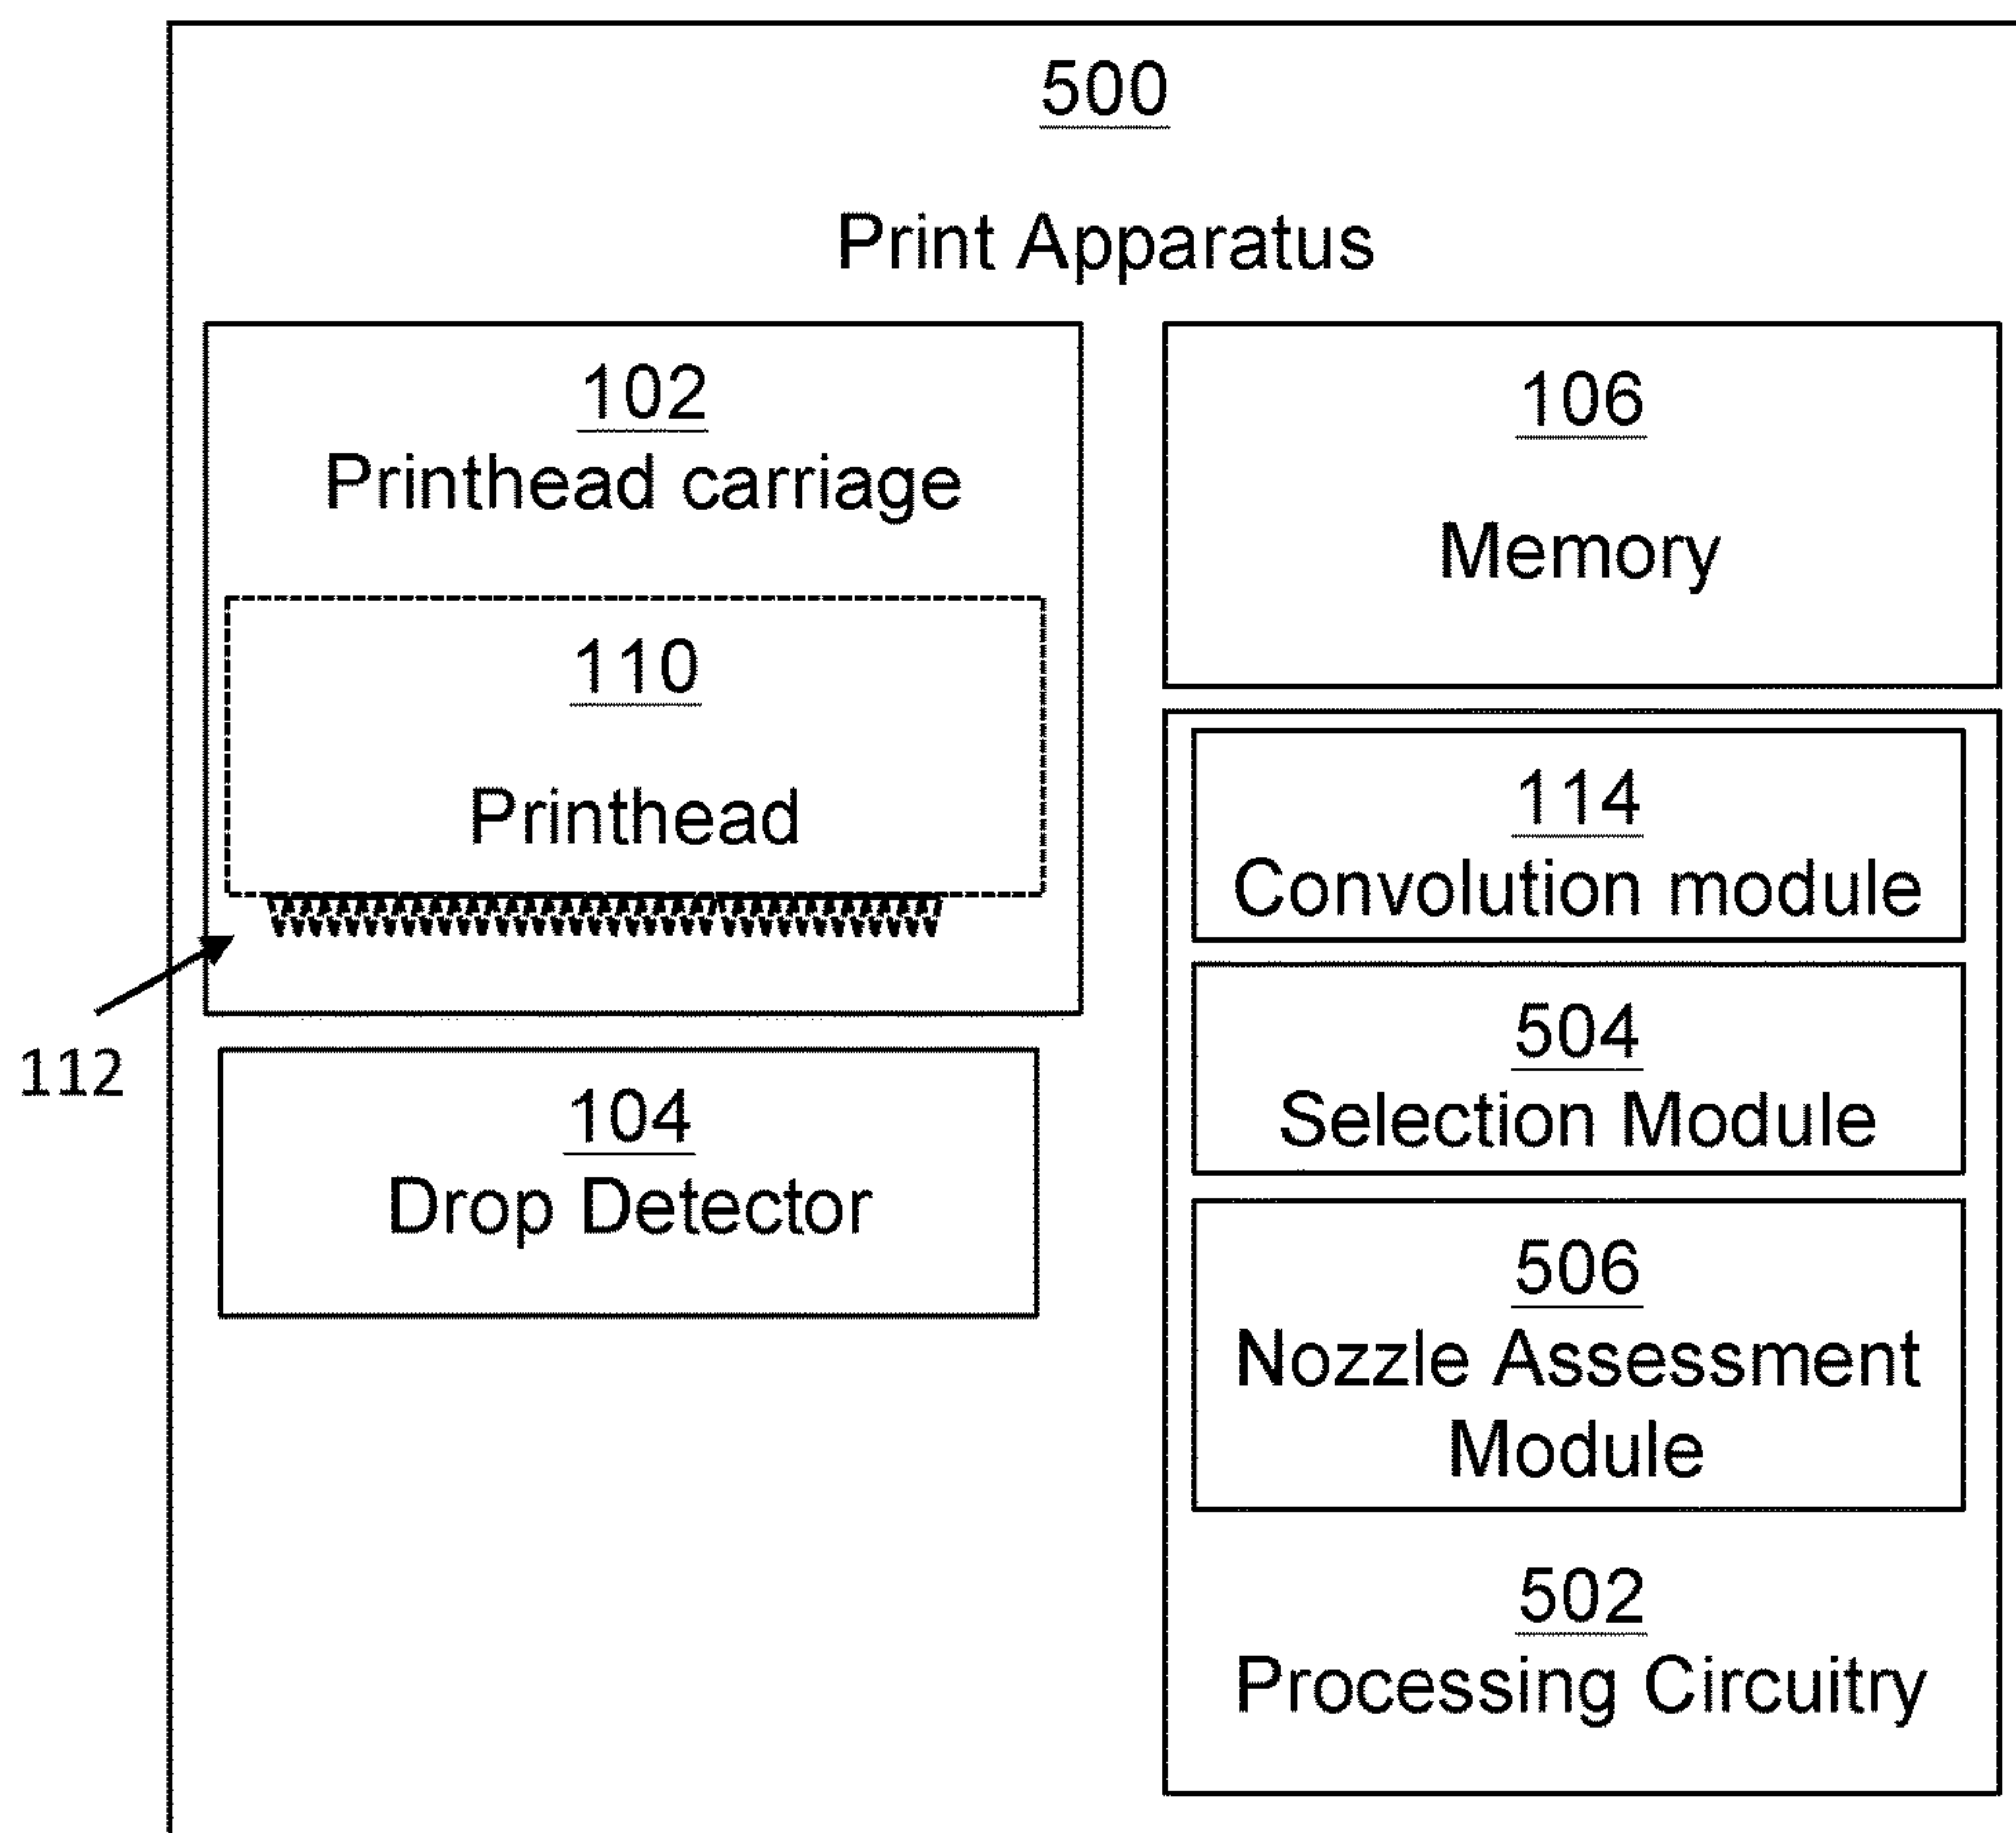 500
Print Apparatus
102
Printhead carriage
110
Printhead
112
104
Drop Detector
106
Memory
114
Convolution module
504
Selection Module
506
Nozzle Assessment
Module
502
Processing Circuitry